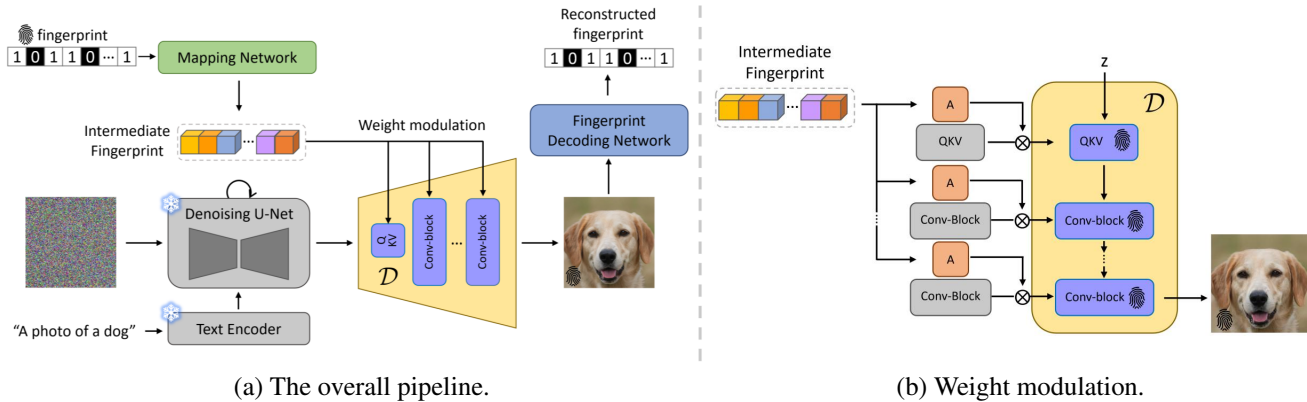 fingerprint
1 0 1 1 0 ... 1
Mapping Network
Intermediate
Fingerprint
...
Weight modulation
Reconstructed
fingerprint
1 0 1 1 0 ... 1
Fingerprint
Decoding Network
Denoising U-Net
Q
KV
Conv-block
...
Conv-block
D
"A photo of a dog"
Text Encoder
(a) The overall pipeline.
Intermediate
Fingerprint
...
z
D
A
QKV
QKV
A
Conv-Block
Conv-block
A
Conv-Block
Conv-block
(b) Weight modulation.